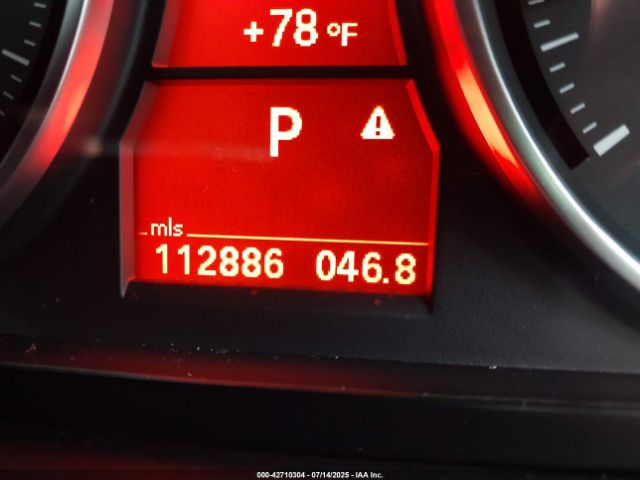 +78 °F
P
mls
112886 046.8
000-42710304 - 07/14/2025 - IAA Inc.